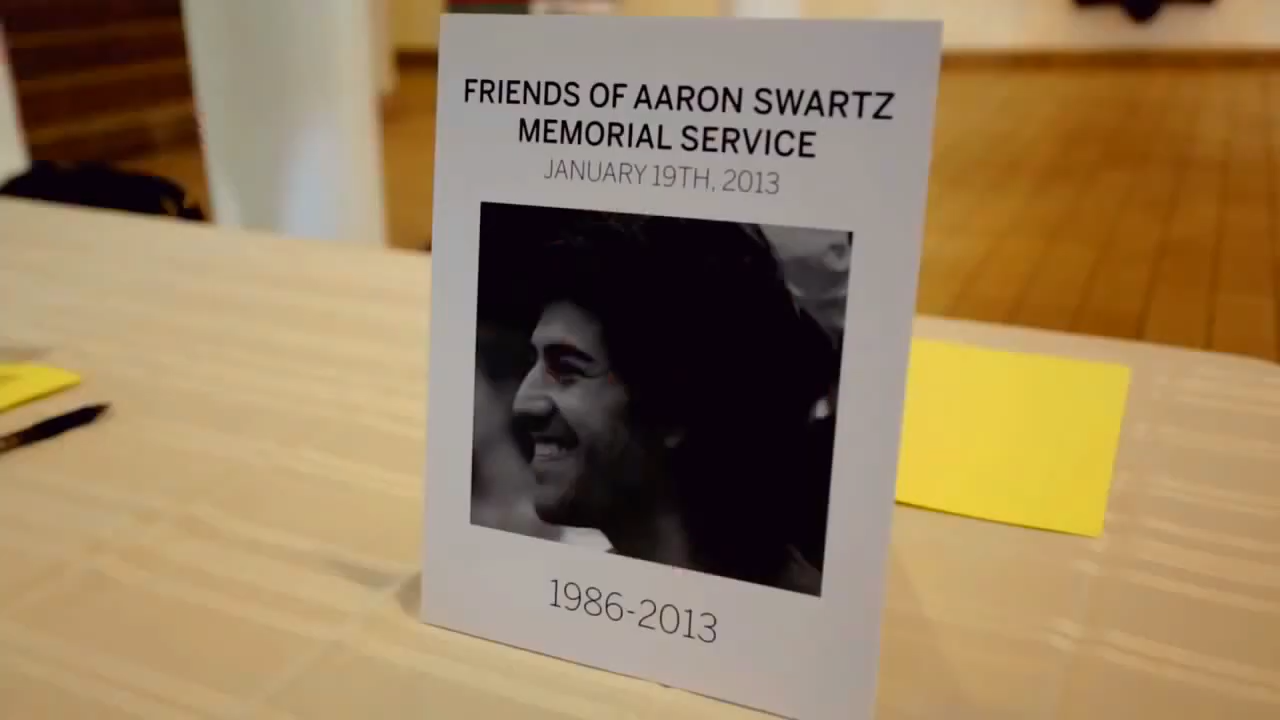 FRIENDS OF AARON SWARTZ
MEMORIAL SERVICE
JANUARY 19TH, 2013
1986-2013